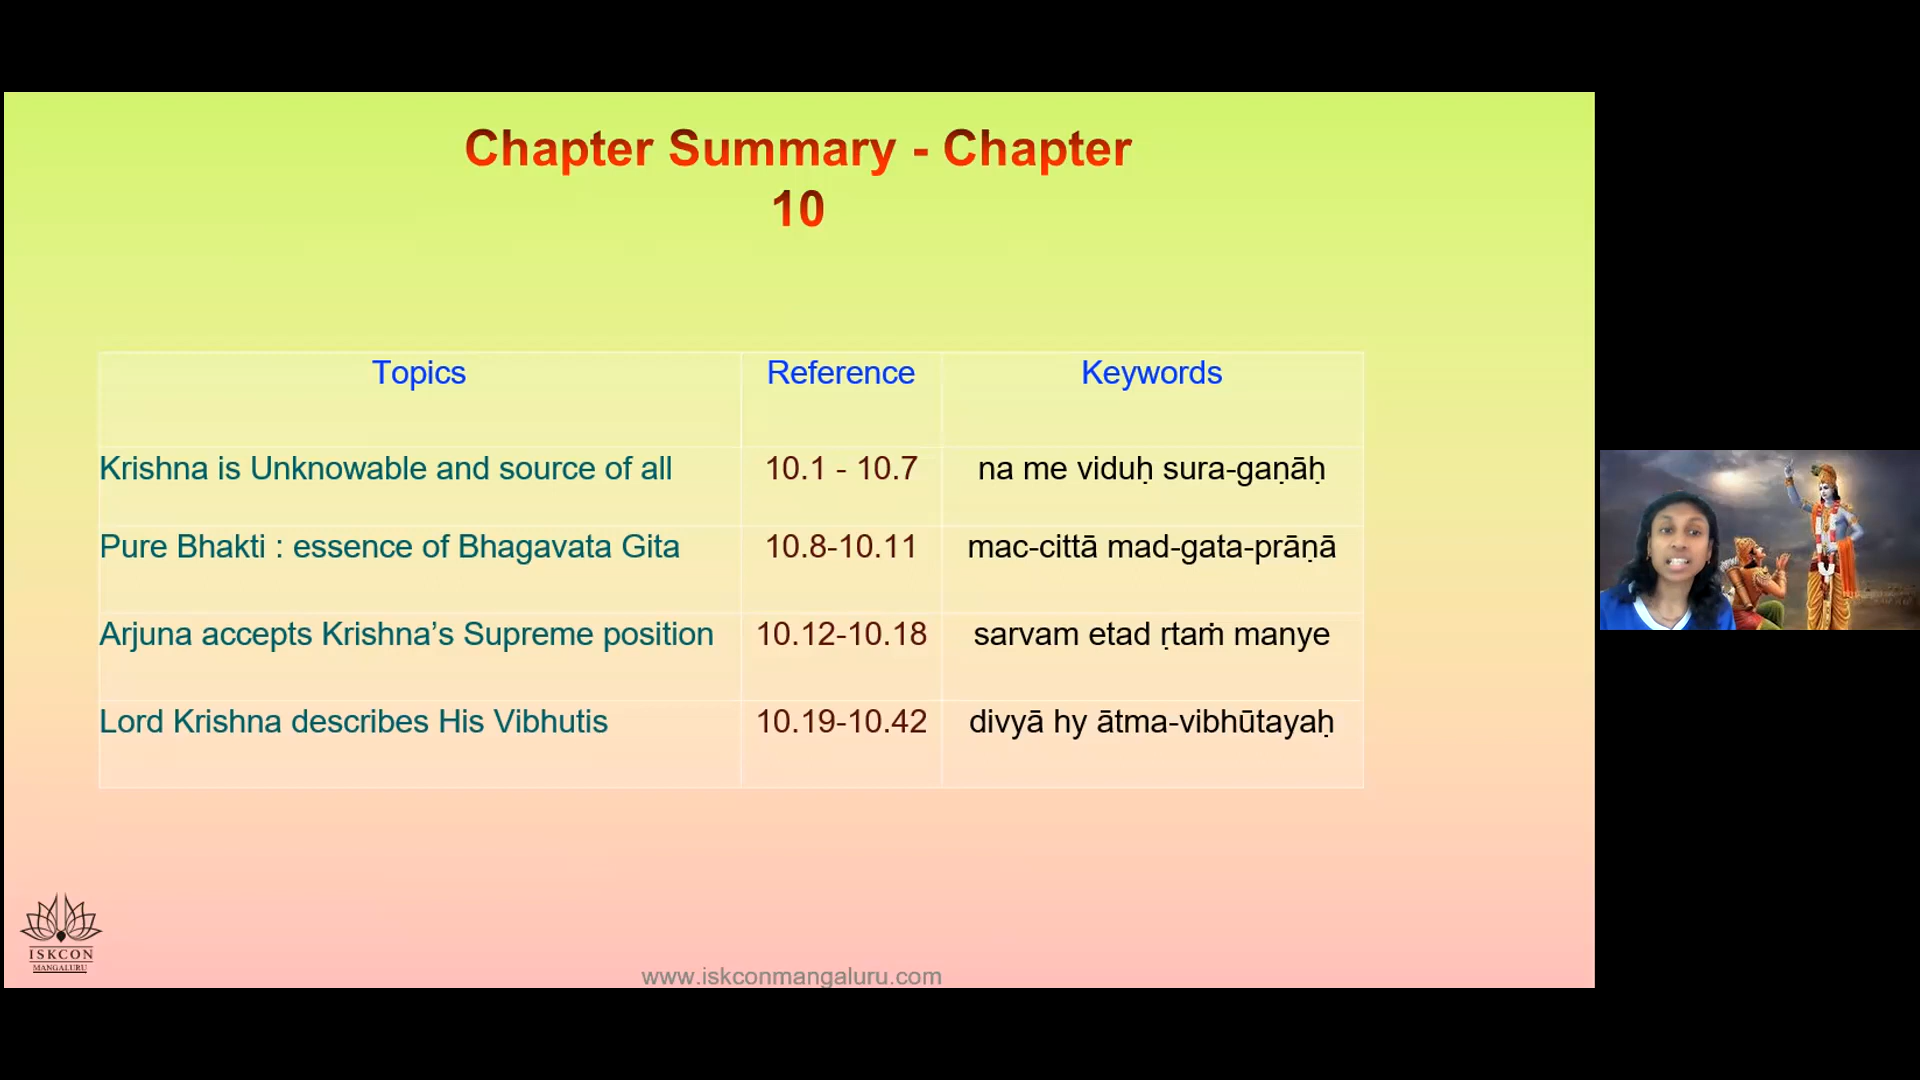 Chapter Summary - Chapter
10
Topics Reference Keywords
Krishna is Unknowable and source of all 10.1 - 10.7 na me viduḥ sura-gaṇāḥ
Pure Bhakti : essence of Bhagavata Gita 10.8-10.11 mac-cittā mad-gata-prāṇā
Arjuna accepts Krishna’s Supreme position 10.12-10.18 sarvam etad ṛtaṁ manye
Lord Krishna describes His Vibhutis 10.19-10.42 divyā hy ātma-vibhūtayaḥ
ISKCON
MANGALURU
www.iskconmangaluru.com